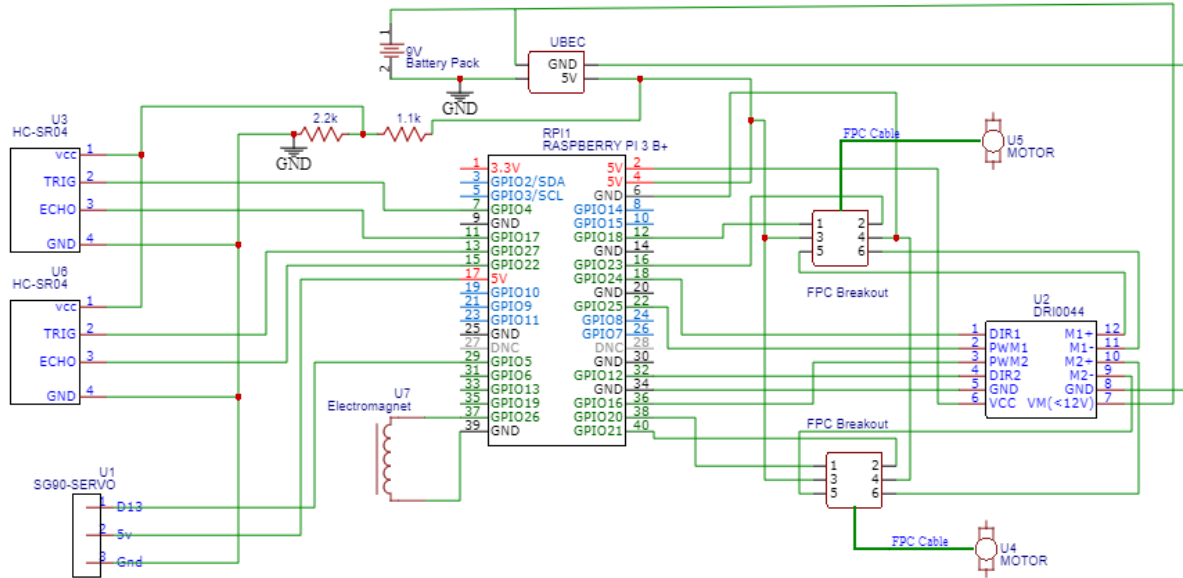 1
9V
Battery Pack
2
GND
UBEC
GND
5V
2.2k
1.1k
GND
U3
HC-SR04
vcc 1
TRIG 2
ECHO 3
GND 4
U6
HC-SR04
vcc 1
TRIG 2
ECHO 3
GND 4
U1
SG90-SERVO
1 D13
2 5v
3 Gnd
U7
Electromagnet
RPI1
RASPBERRY PI 3 B+
1 3.3V 5V 2
3 GPIO2/SDA 5V 4
5 GPIO3/SCL GND 6
7 GPIO4 GPIO14 8
9 GND GPIO15 10
11 GPIO17 GPIO18 12
13 GPIO27 GND 14
15 GPIO22 GPIO23 16
17 5V GPIO24 18
19 GPIO10 GND 20
21 GPIO9 GPIO25 22
23 GPIO11 GPIO8 24
25 GND GPIO7 26
27 DNC DNC 28
29 GPIO5 GND 30
31 GPIO6 GPIO12 32
33 GPIO13 GND 34
35 GPIO19 GPIO16 36
37 GPIO26 GPIO20 38
39 GND GPIO21 40
FPC Cable
U5
MOTOR
1 2
3 4
5 6
FPC Breakout
U2
DRI0044
1 DIR1 M1+ 12
2 PWM1 M1- 11
3 PWM2 M2+ 10
4 DIR2 M2- 9
5 GND GND 8
6 VCC VM(<12V) 7
FPC Breakout
1 2
3 4
5 6
FPC Cable
U4
MOTOR